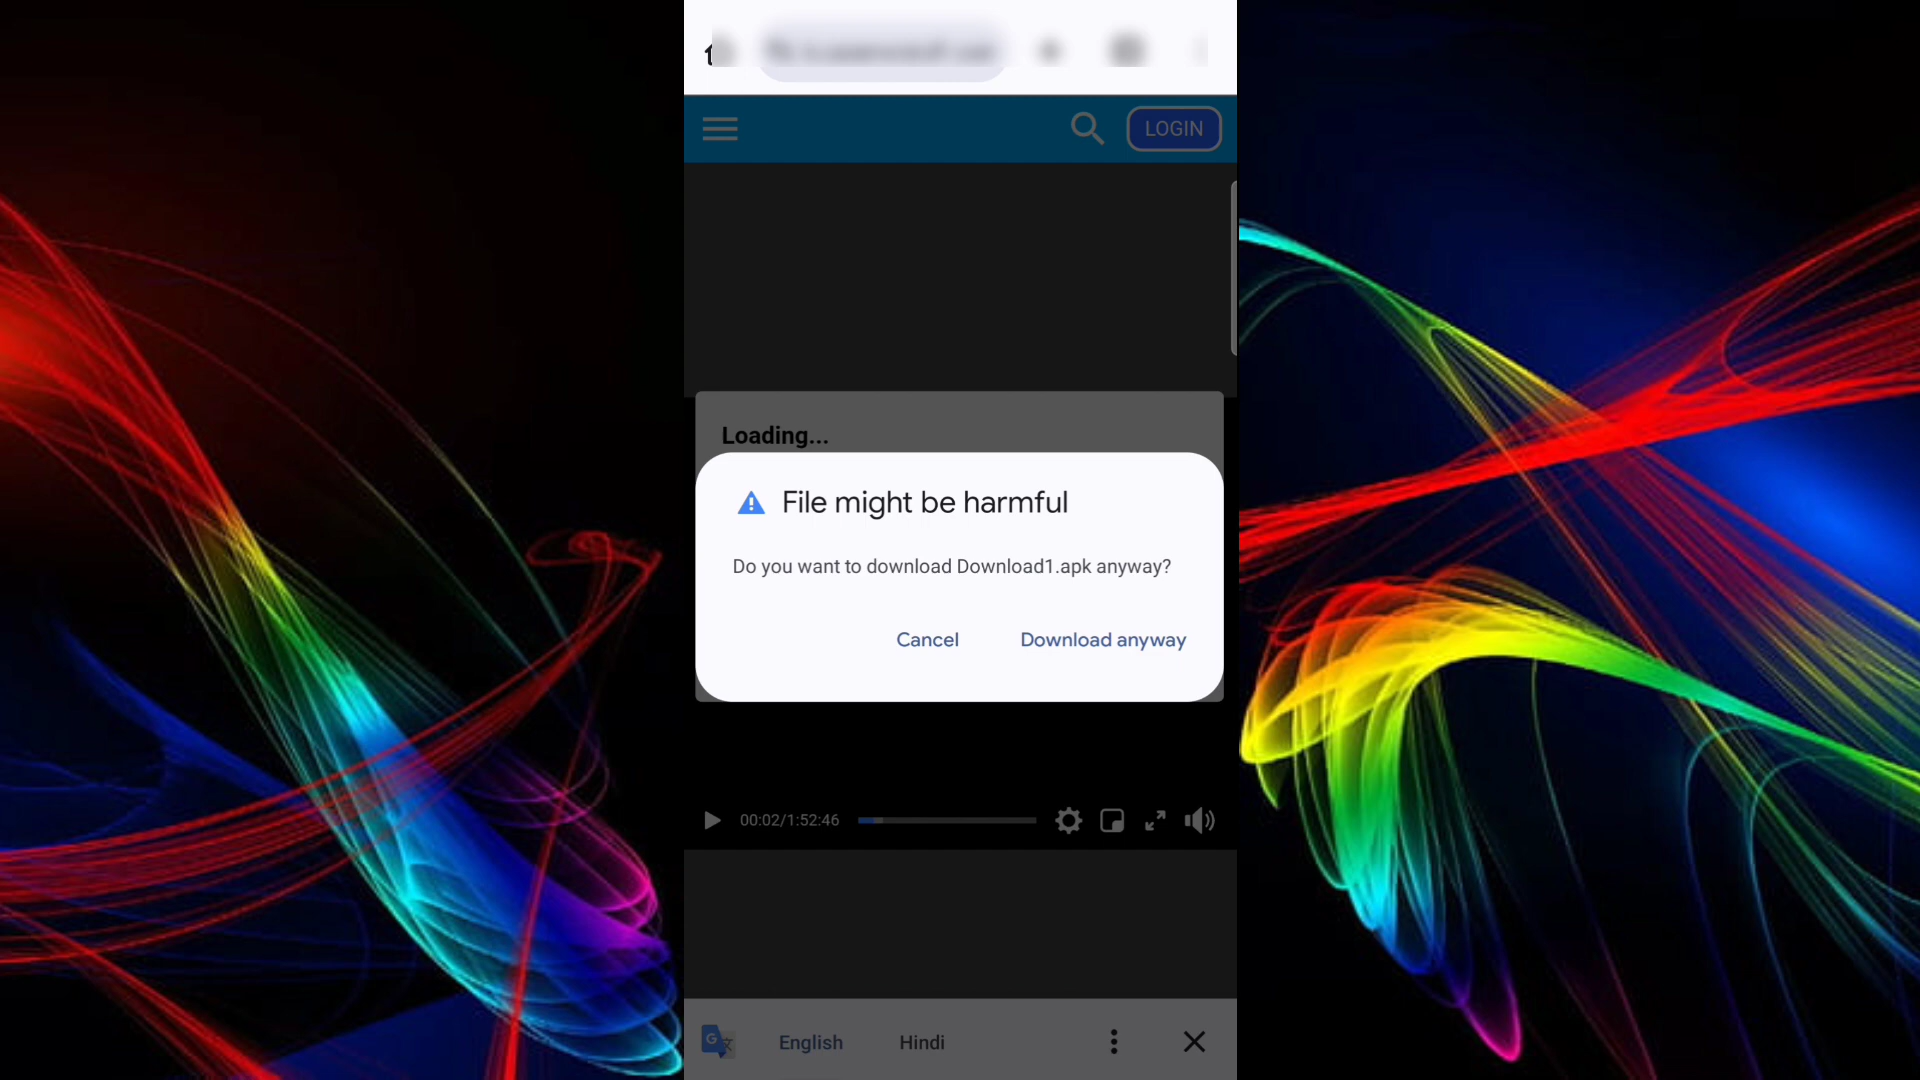 LOGIN
Loading...
File might be harmful
Do you want to download Download1.apk anyway?
Cancel Download anyway
00:02/1:52:46
English Hindi